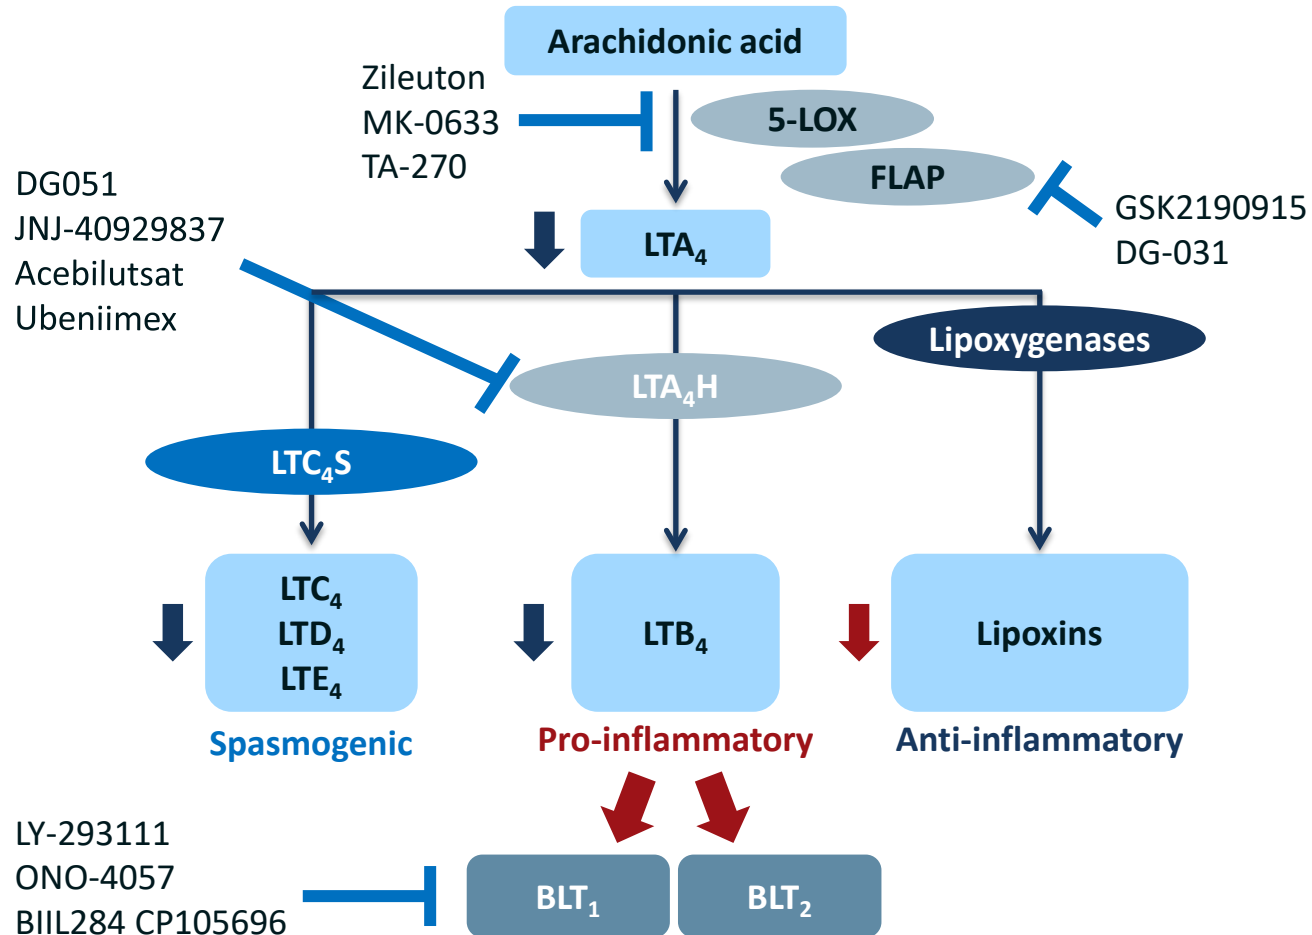 Arachidonic acid
Zileuton
MK-0633
TA-270
5-LOX
FLAP
GSK2190915
DG-031
DG051
JNJ-40929837
Acebilutsat
Ubeniimex
LTA₄
Lipoxygenases
LTA₄H
LTC₄S
LTC₄
LTD₄
LTE₄
LTB₄
Lipoxins
Spasmogenic
Pro-inflammatory
Anti-inflammatory
LY-293111
ONO-4057
BIIL284 CP105696
BLT₁
BLT₂